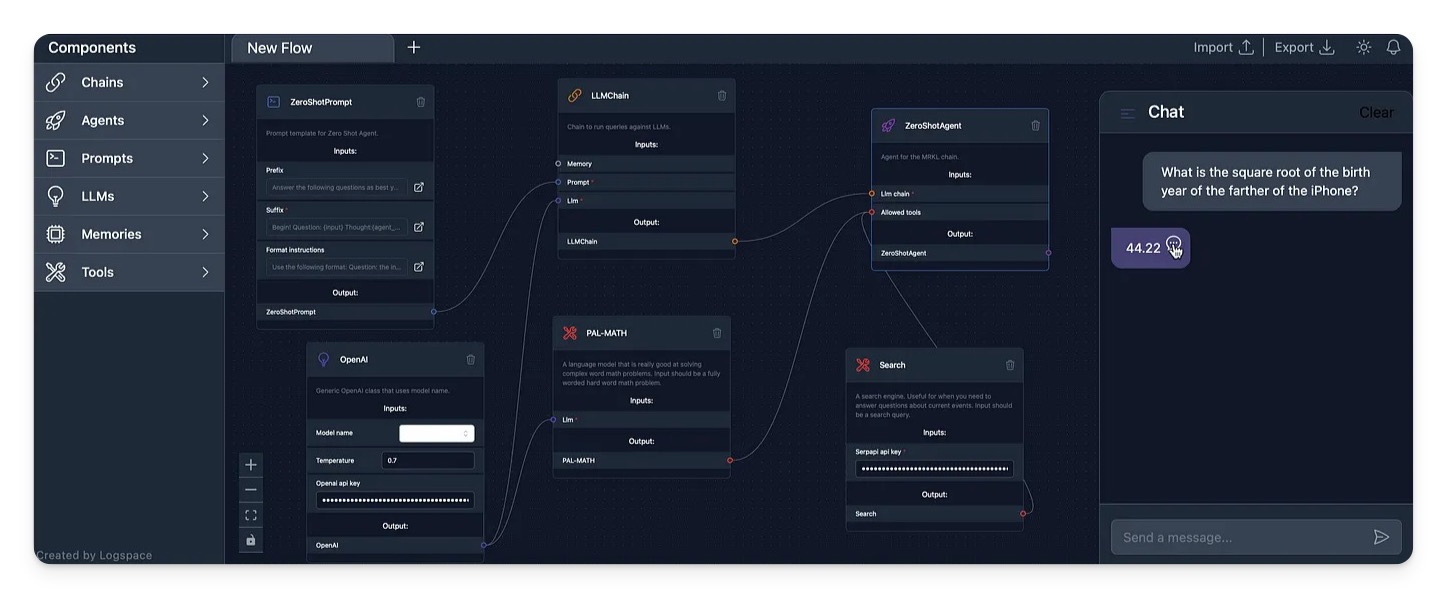 Components
New Flow
Import
Export
Chains
Agents
Prompts
LLMs
Memories
Tools
Created by Logspace
ZeroShotPrompt
Prompt template for Zero Shot Agent.
Inputs:
Prefix
Answer the following questions as best y...
Suffix *
Begin! Question: {input} Thought:{agent_...
Format instructions
Use the following format: Question: the in...
Output:
ZeroShotPrompt
OpenAI
Generic OpenAI class that uses model name.
Inputs:
Model name
Temperature
0.7
Openai api key
Output:
OpenAI
LLMChain
Chain to run queries against LLMs.
Inputs:
Memory
Prompt *
Llm *
Output:
LLMChain
PAL-MATH
A language model that is really good at solving
complex word math problems. Input should be a fully
worded hard word math problem.
Inputs:
Llm *
Output:
PAL-MATH
ZeroShotAgent
Agent for the MRKL chain.
Inputs:
Llm chain *
Allowed tools
Output:
ZeroShotAgent
Search
A search engine. Useful for when you need to
answer questions about current events. Input should
be a search query.
Inputs:
Serpapi api key *
Output:
Search
Chat
Clear
What is the square root of the birth
year of the farther of the iPhone?
44.22
Send a message...